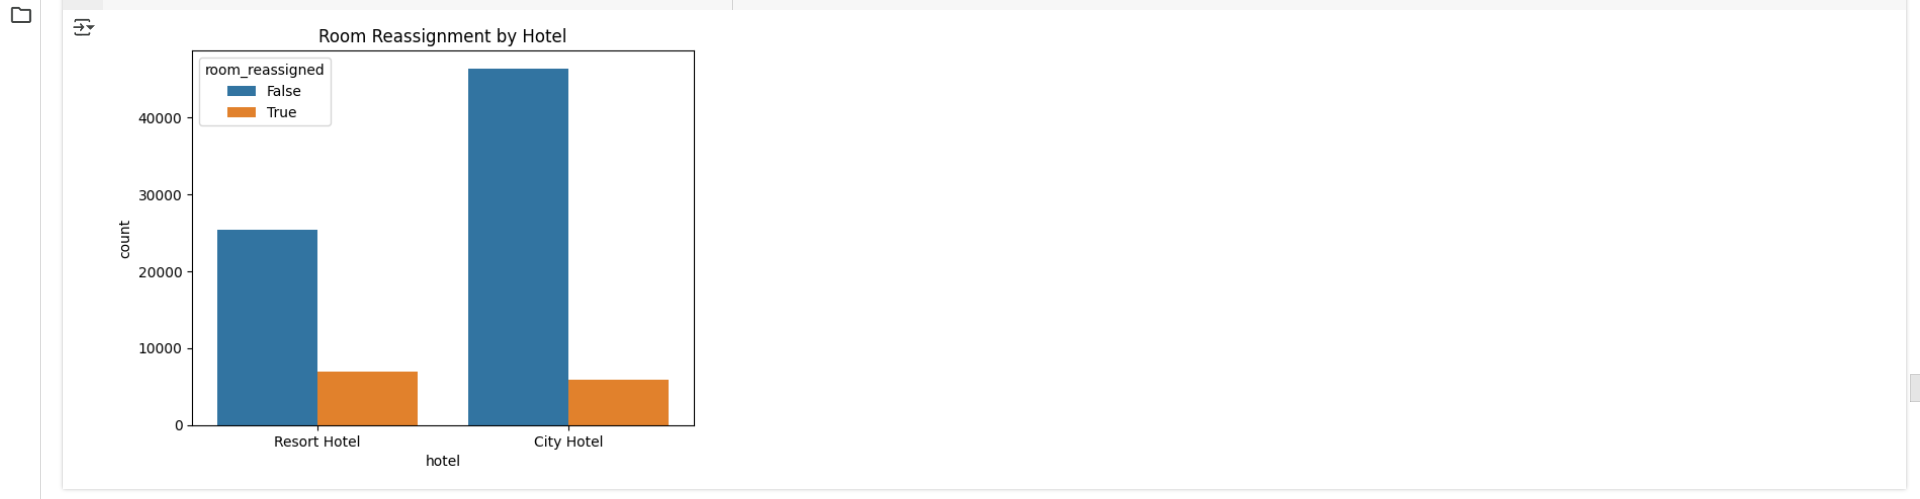 Room Reassignment by Hotel
room_reassigned
False
True
40000
30000
20000
10000
0
count
Resort Hotel
City Hotel
hotel